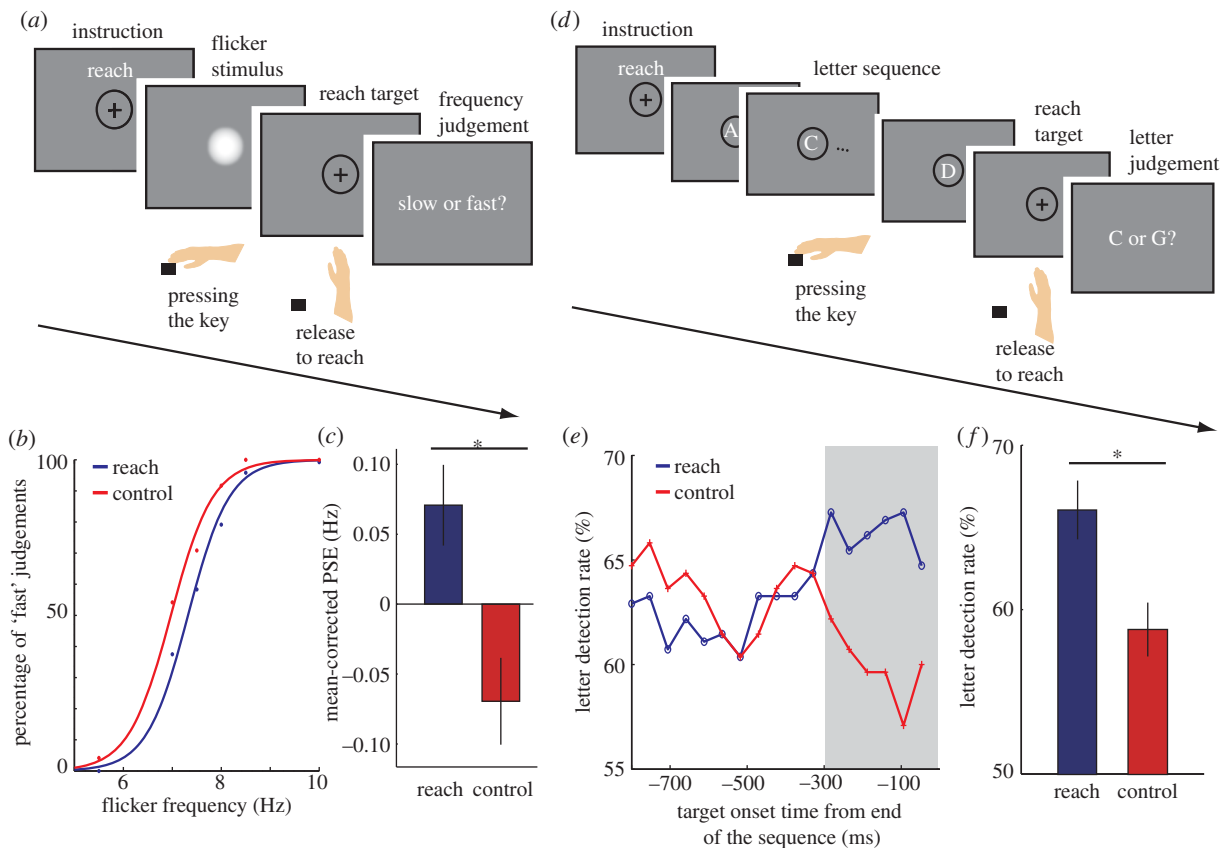 (a)
instruction
reach
+
flicker
stimulus
reach target
+
frequency
judgement
slow or fast?
pressing
the key
release
to reach
(d)
instruction
reach
+
letter sequence
A
C ...
D
reach
target
+
letter
judgement
C or G?
pressing
the key
release
to reach
(b)
percentage of 'fast' judgements
100
50
0
reach
control
6 8 10
flicker frequency (Hz)
(c)
mean-corrected PSE (Hz)
0.10
0.05
0
−0.05
−0.10
*
reach control
(e)
letter detection rate (%)
70
65
60
55
reach
control
−700 −500 −300 −100
target onset time from end
of the sequence (ms)
(f)
letter detection rate (%)
70
60
50
*
reach control